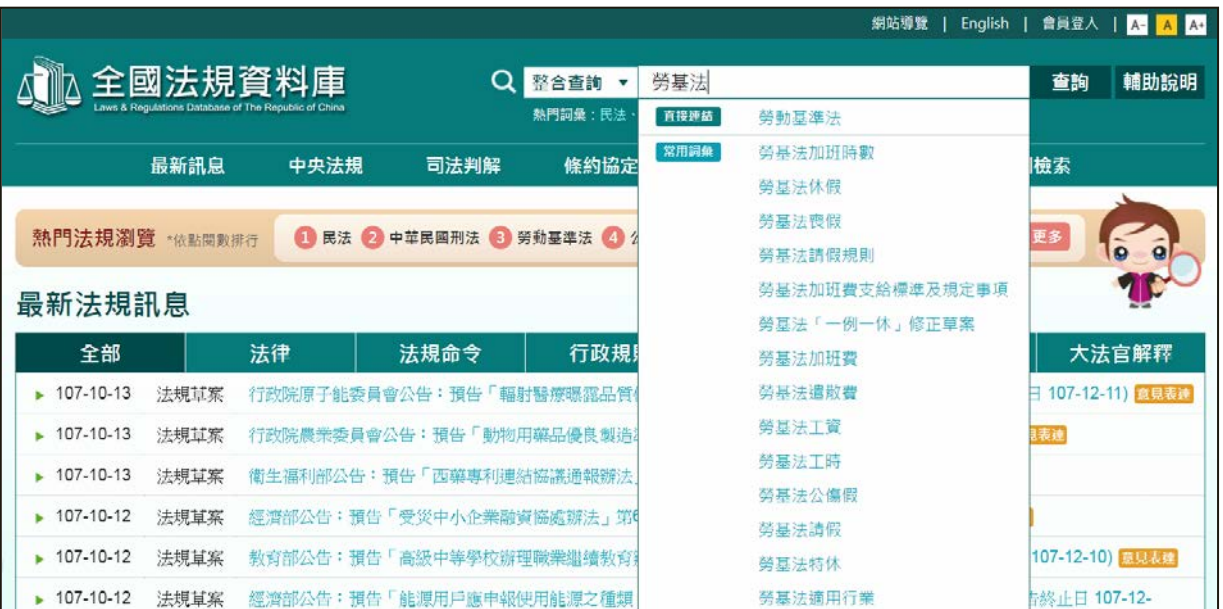 網站導覽 | English | 會員登入 | A- A A+
全國法規資料庫
Laws & Regulations Database of The Republic of China
整合查詢 ▼ 勞基法 查詢 輔助說明
熱門詞彙：民法、
直接連結 勞動基準法
常用詞彙 勞基法加班時數
勞基法休假
勞基法喪假
勞基法請假規則
勞基法加班費支給標準及規定事項
勞基法「一例一休」修正草案
勞基法加班費
勞基法遣散費
勞基法工資
勞基法工時
勞基法公傷假
勞基法請假
勞基法特休
勞基法適用行業
最新訊息 中央法規 司法判解 條約協定 檢索
熱門法規瀏覽 *依點閱數排行 1 民法 2 中華民國刑法 3 勞動基準法 4 更多
最新法規訊息
全部 法律 法規命令 行政規 大法官解釋
107-10-13 法規草案 行政院原子能委員會公告：預告「輻射醫療曝露品質 日 107-12-11) 意見表達
107-10-13 法規草案 行政院農業委員會公告：預告「動物用藥品優良製造 見表達
107-10-13 法規草案 衛生福利部公告：預告「西藥專利連結協議通報辦法」
107-10-12 法規草案 經濟部公告：預告「受災中小企業融資協處辦法」第6
107-10-12 法規草案 教育部公告：預告「高級中等學校辦理職業繼續教育 107-12-10) 意見表達
107-10-12 法規草案 經濟部公告：預告「能源用戶應申報使用能源之種類 告終止日 107-12-